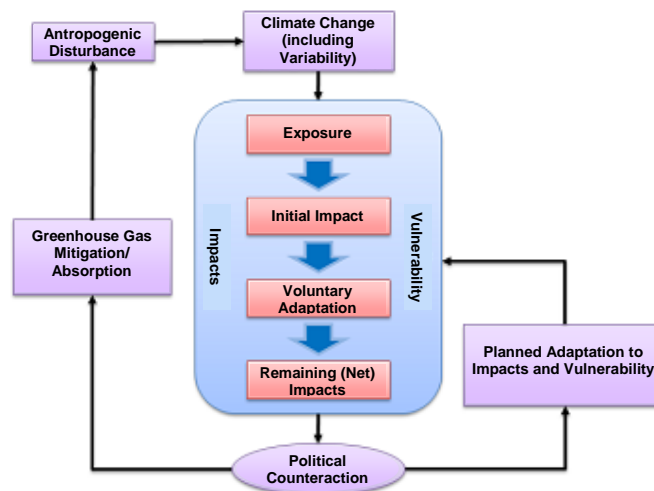 Antropogenic
Disturbance
Climate Change
(including
Variability)
Exposure
Initial Impact
Impacts
Vulnerability
Greenhouse Gas
Mitigation/
Absorption
Voluntary
Adaptation
Remaining (Net)
Impacts
Planned Adaptation to
Impacts and Vulnerability
Political
Counteraction